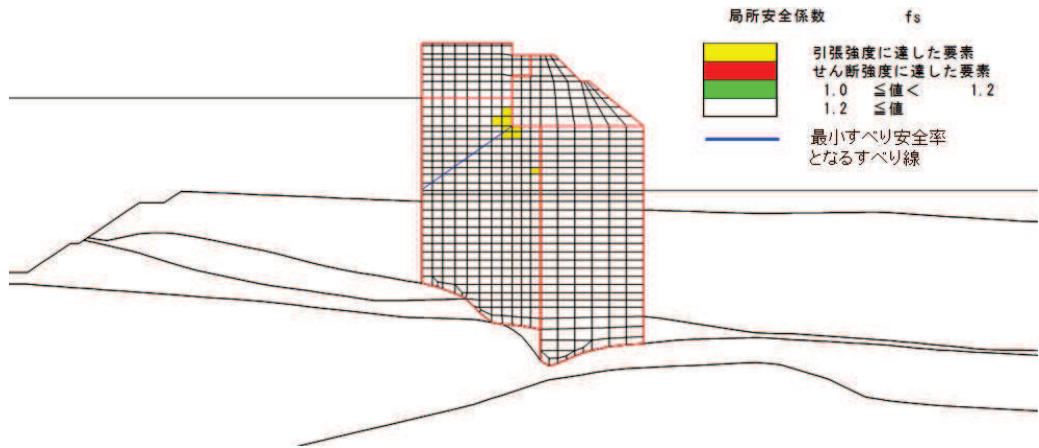 局所安全係数 fs
引張強度に達した要素
せん断強度に達した要素
1.0 ≦値< 1.2
1.2 ≦値
最小すべり安全率
となるすべり線